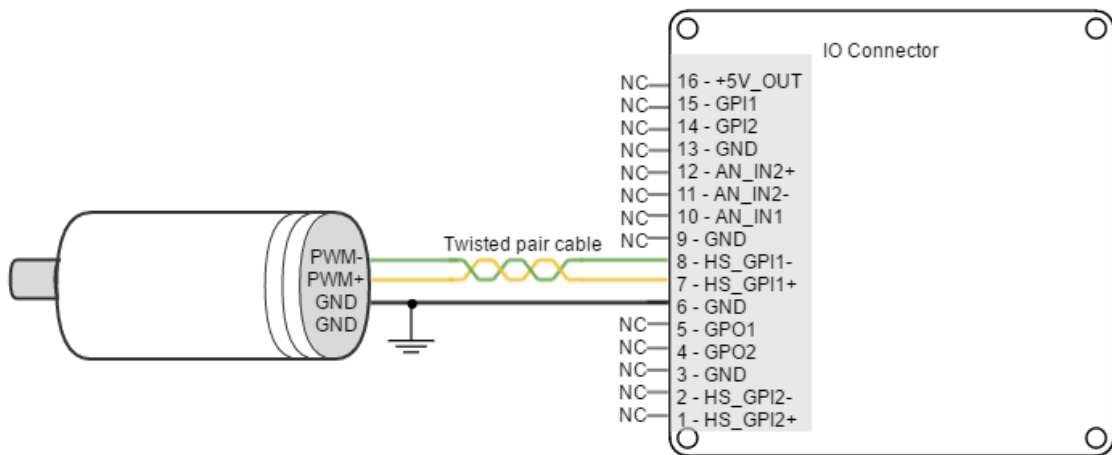 IO Connector
NC 16 - +5V_OUT
NC 15 - GPI1
NC 14 - GPI2
NC 13 - GND
NC 12 - AN_IN2+
NC 11 - AN_IN2-
NC 10 - AN_IN1
NC 9 - GND
PWM- Twisted pair cable 8 - HS_GPI1-
PWM+ 7 - HS_GPI1+
GND 6 - GND
GND NC 5 - GPO1
NC 4 - GPO2
NC 3 - GND
NC 2 - HS_GPI2-
NC 1 - HS_GPI2+